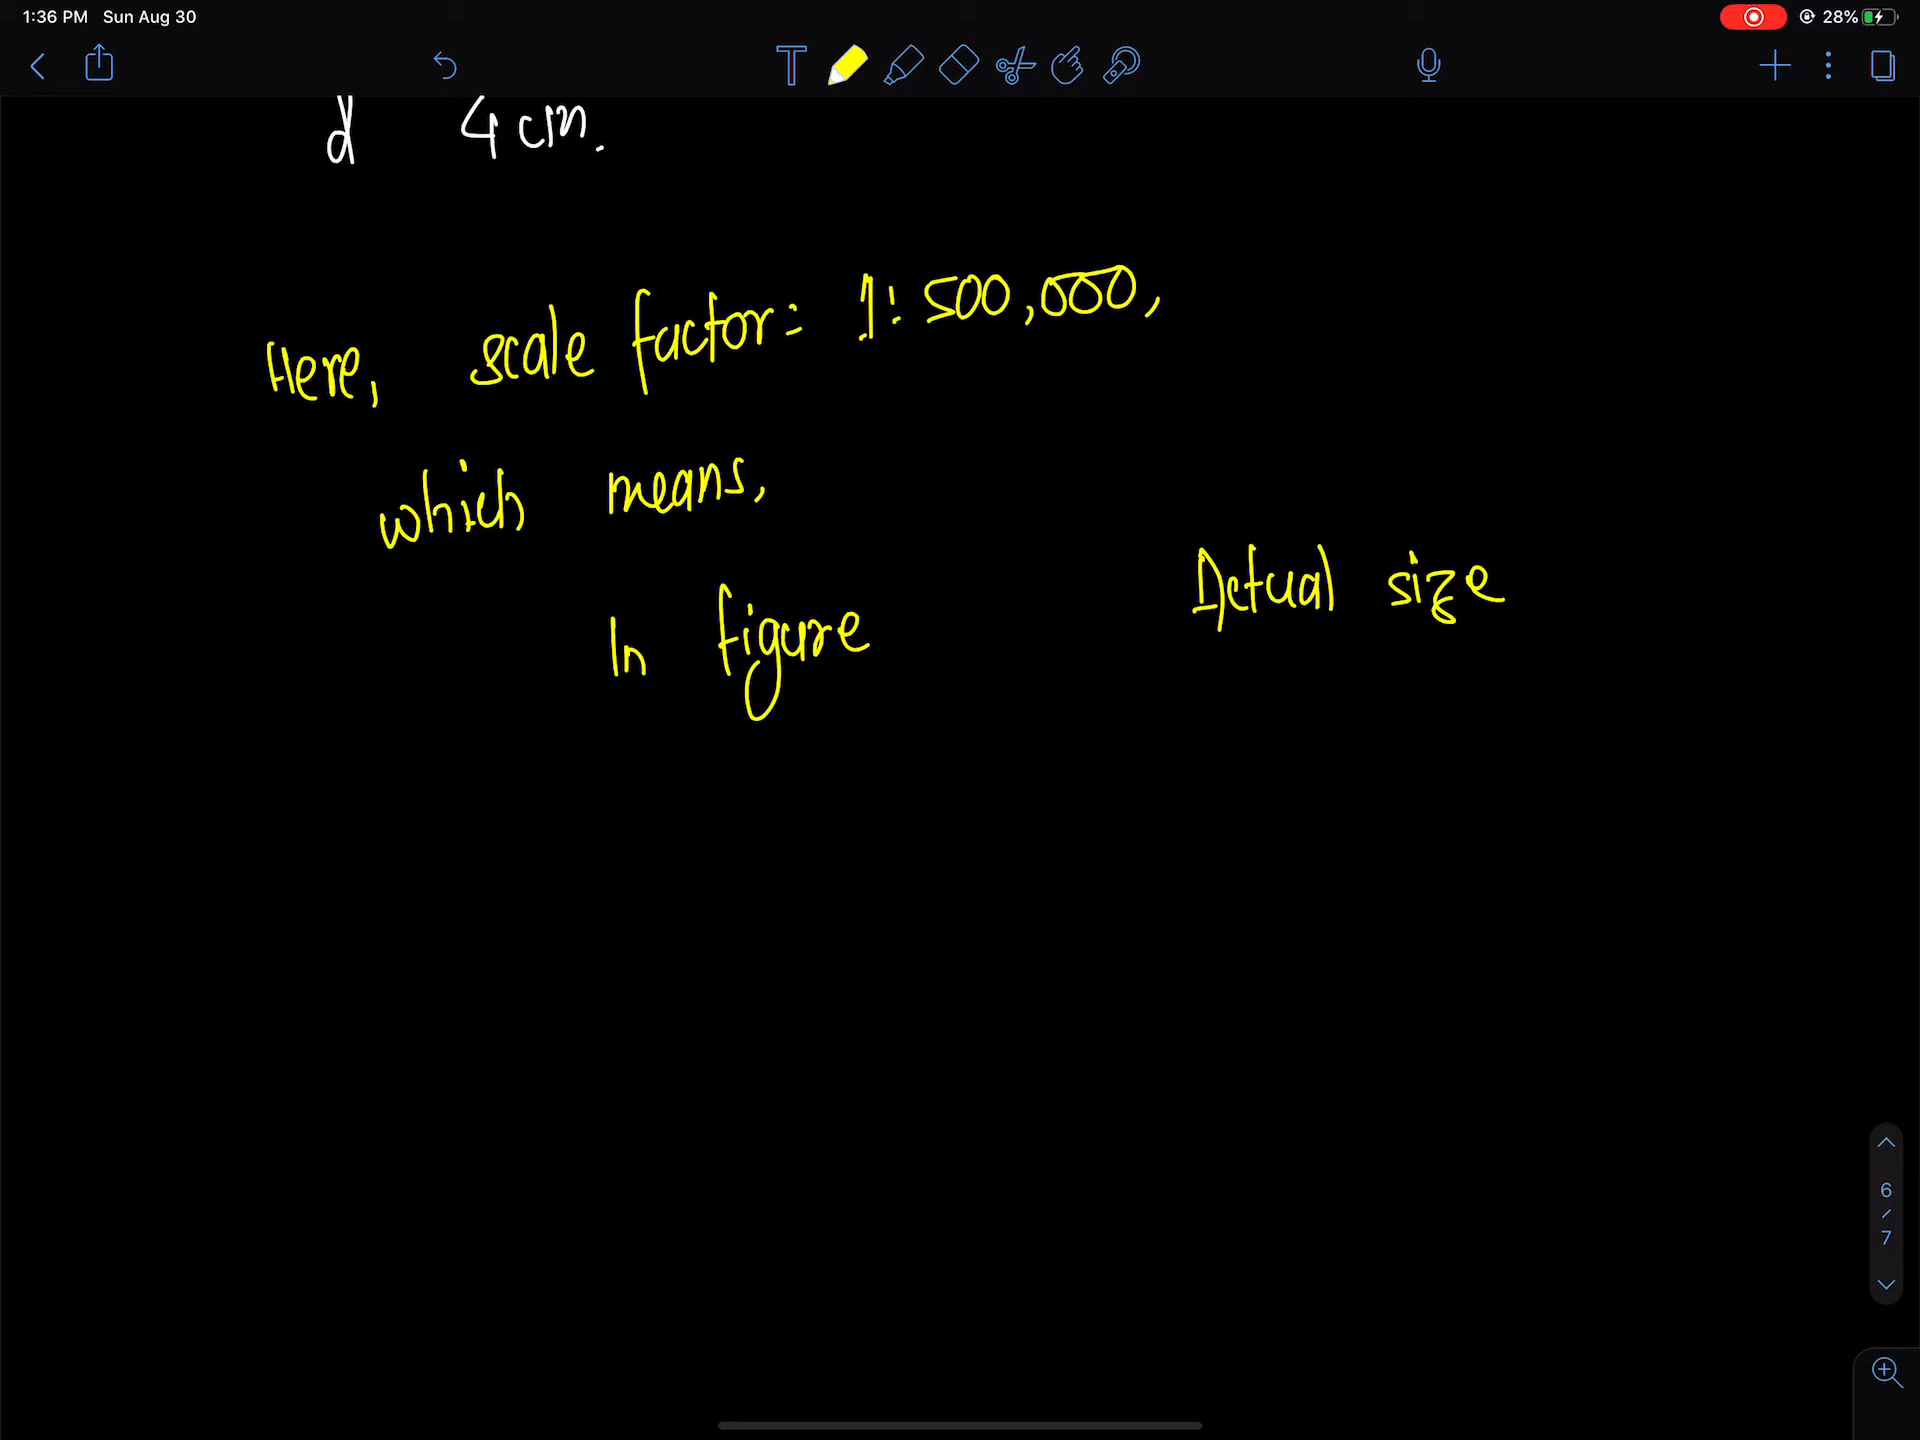 1:36 PM Sun Aug 30
28%
T
d 4 cm.
Here, scale factor: 1: 500,000,
which means,
In figure Actual size
6
/
7